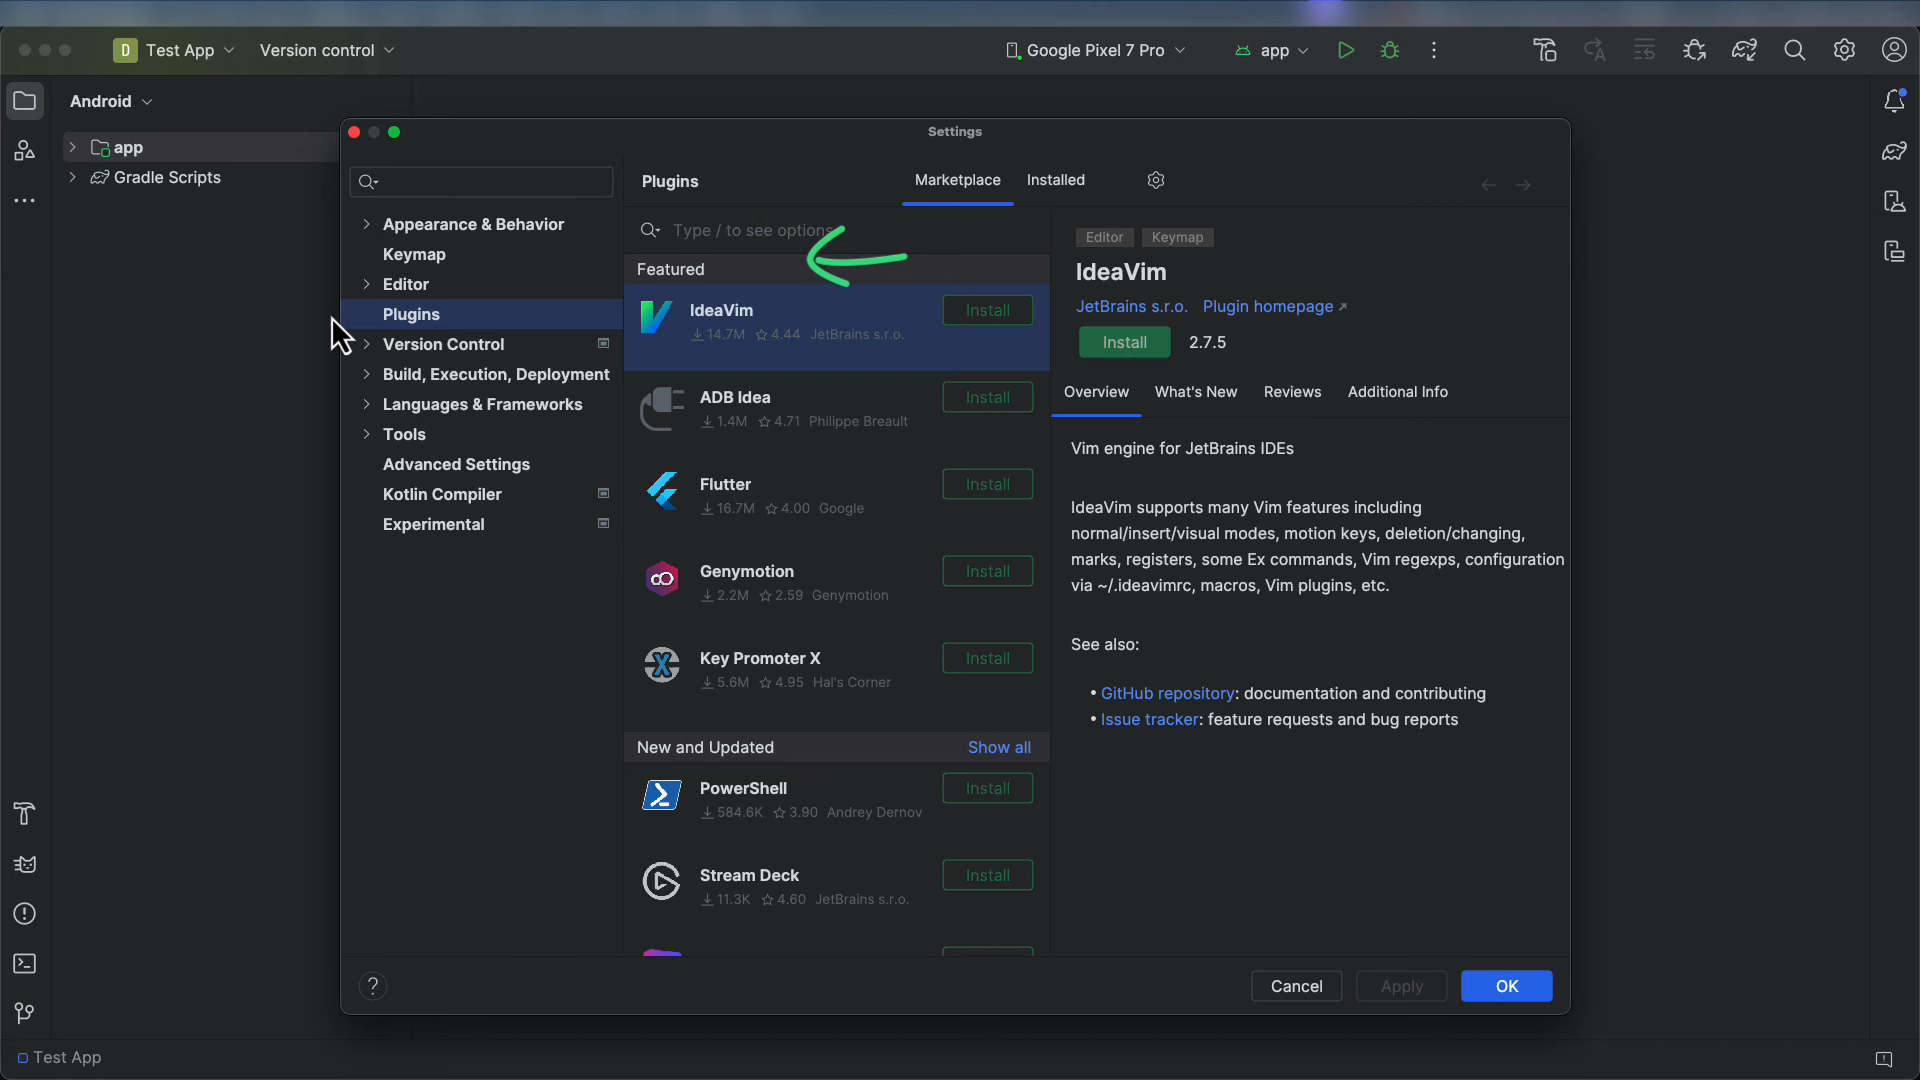 D Test App
Version control
Google Pixel 7 Pro
app
Android
app
Gradle Scripts
Settings
Appearance & Behavior
Keymap
Editor
Plugins
Version Control
Build, Execution, Deployment
Languages & Frameworks
Tools
Advanced Settings
Kotlin Compiler
Experimental
Plugins
Marketplace
Installed
Type / to see options
Featured
IdeaVim
14.7M 4.44 JetBrains s.r.o.
Install
ADB Idea
1.4M 4.71 Philippe Breault
Install
Flutter
16.7M 4.00 Google
Install
Genymotion
2.2M 2.59 Genymotion
Install
Key Promoter X
5.6M 4.95 Hal's Corner
Install
New and Updated
Show all
PowerShell
584.6K 3.90 Andrey Dernov
Install
Stream Deck
11.3K 4.60 JetBrains s.r.o.
Install
Editor Keymap
IdeaVim
JetBrains s.r.o. Plugin homepage
Install 2.7.5
Overview What's New Reviews Additional Info
Vim engine for JetBrains IDEs
IdeaVim supports many Vim features including
normal/insert/visual modes, motion keys, deletion/changing,
marks, registers, some Ex commands, Vim regexps, configuration
via ~/.ideavimrc, macros, Vim plugins, etc.
See also:
• GitHub repository: documentation and contributing
• Issue tracker: feature requests and bug reports
?
Cancel
Apply
OK
Test App